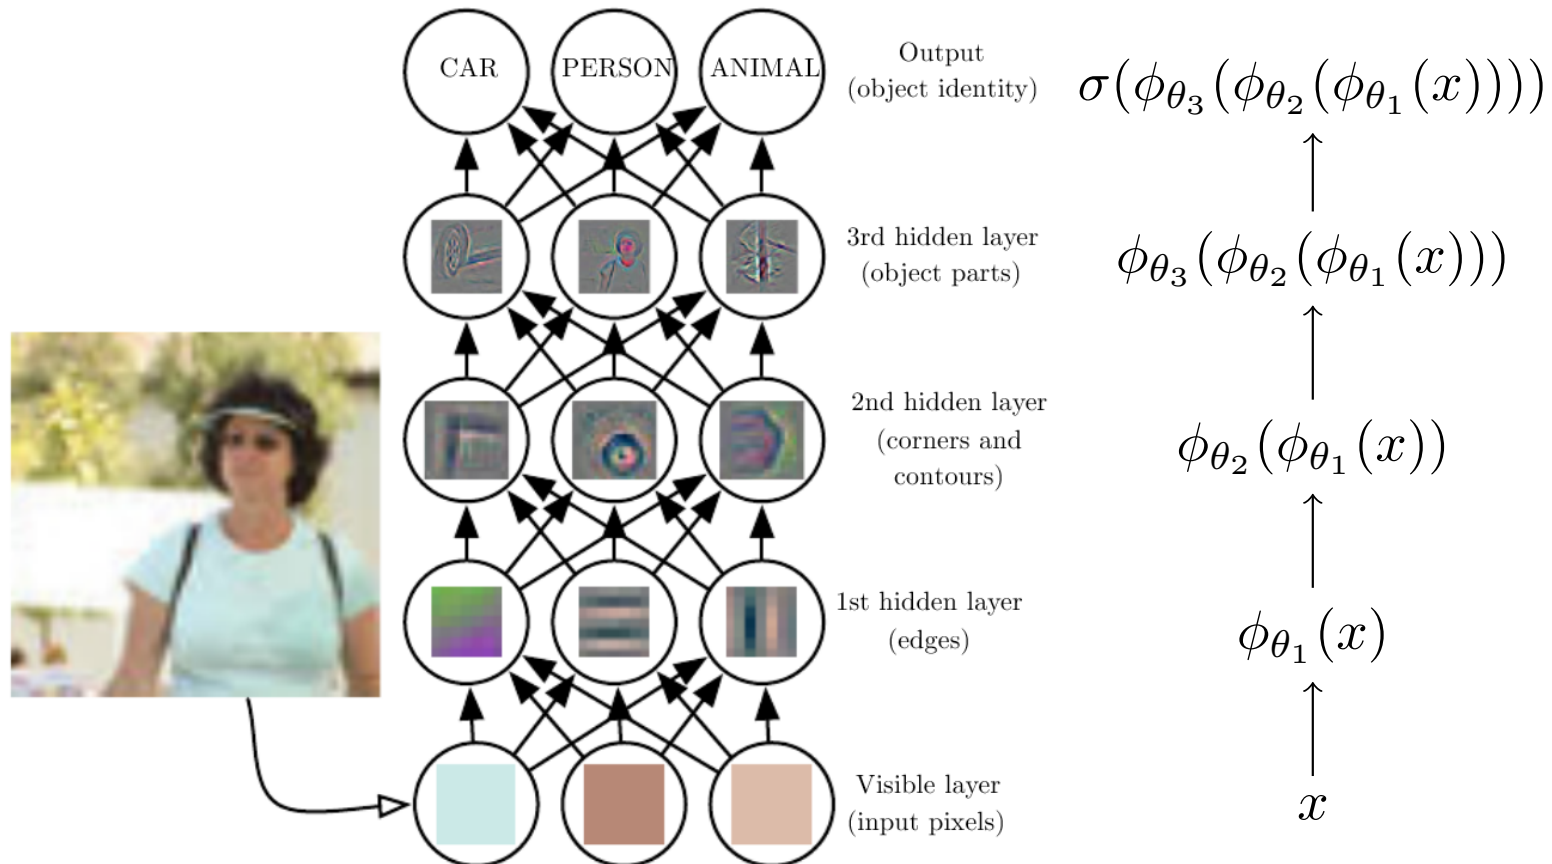 CAR PERSON ANIMAL
Output
(object identity)
σ(ϕθ₃(ϕθ₂(ϕθ₁(x))))
3rd hidden layer
(object parts)
ϕθ₃(ϕθ₂(ϕθ₁(x)))
2nd hidden layer
(corners and
contours)
ϕθ₂(ϕθ₁(x))
1st hidden layer
(edges)
ϕθ₁(x)
Visible layer
(input pixels)
x